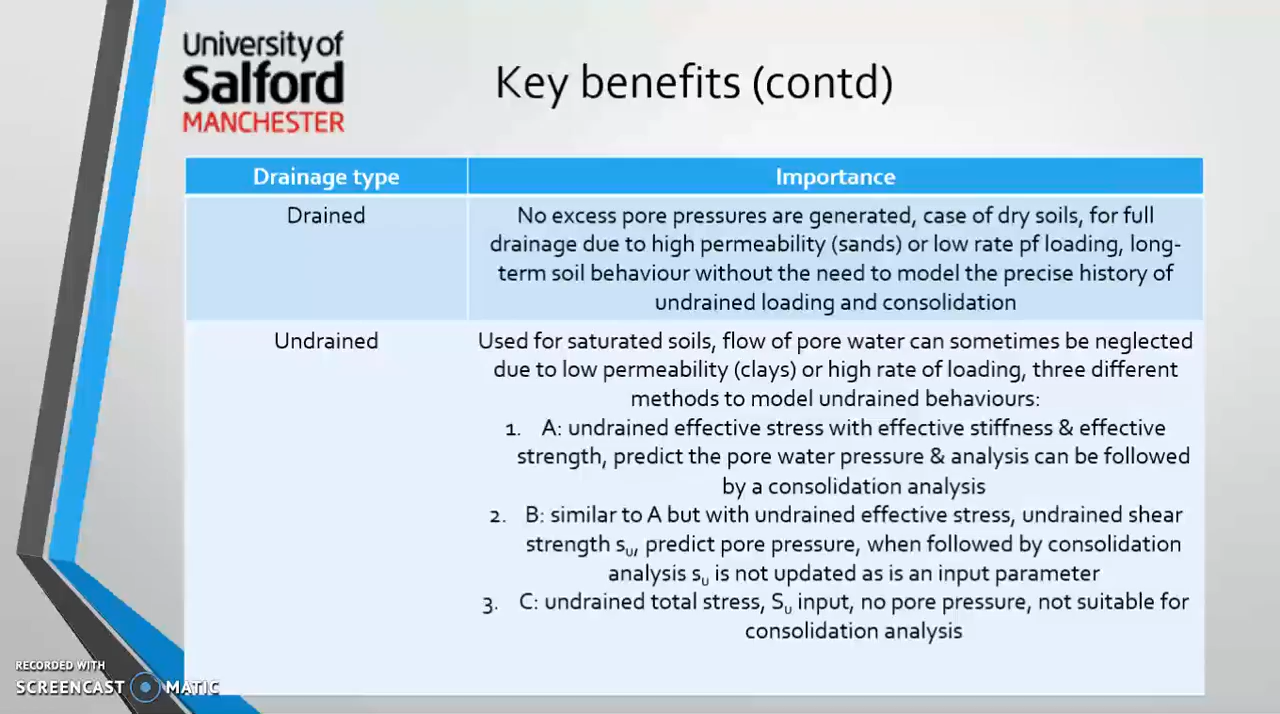 University of
Salford
MANCHESTER
Key benefits (contd)
Drainage type
Importance
Drained
No excess pore pressures are generated, case of dry soils, for full
drainage due to high permeability (sands) or low rate pf loading, long-
term soil behaviour without the need to model the precise history of
undrained loading and consolidation
Undrained
Used for saturated soils, flow of pore water can sometimes be neglected
due to low permeability (clays) or high rate of loading, three different
methods to model undrained behaviours:
1. A: undrained effective stress with effective stiffness & effective
strength, predict the pore water pressure & analysis can be followed
by a consolidation analysis
2. B: similar to A but with undrained effective stress, undrained shear
strength su, predict pore pressure, when followed by consolidation
analysis su is not updated as is an input parameter
3. C: undrained total stress, Su input, no pore pressure, not suitable for
consolidation analysis
RECORDED WITH
SCREENCAST MATIC